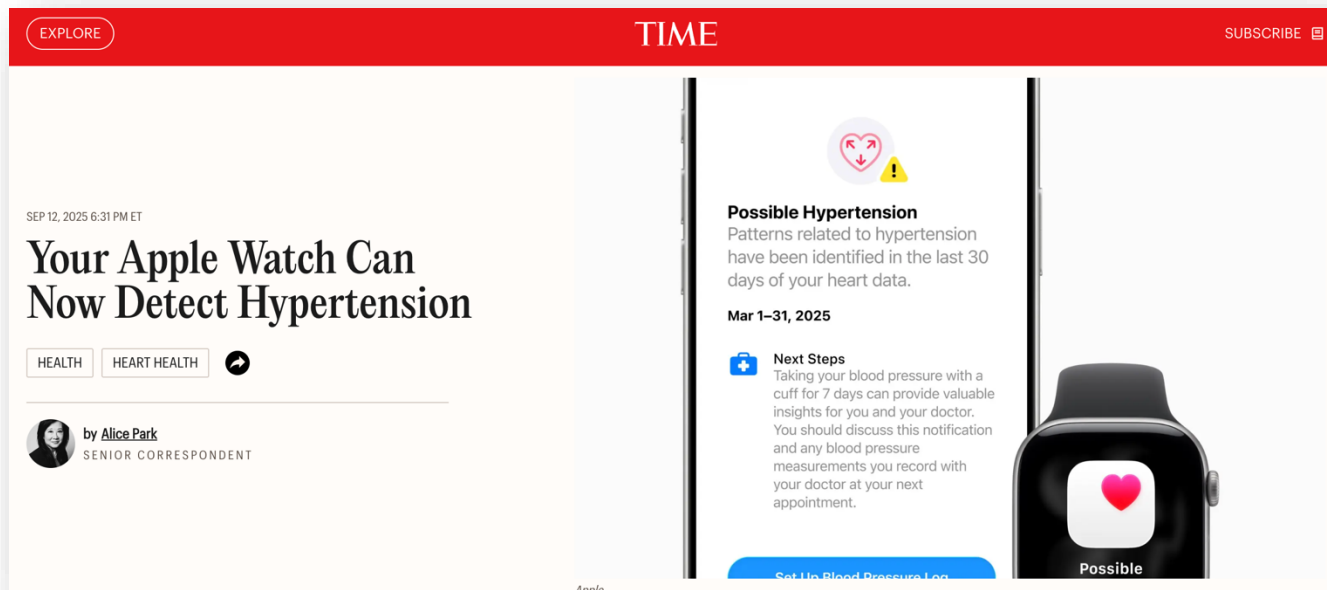 EXPLORE
TIME
SUBSCRIBE
SEP 12, 2025 6:31 PM ET
Your Apple Watch Can
Now Detect Hypertension
HEALTH
HEART HEALTH
by Alice Park
SENIOR CORRESPONDENT
Possible Hypertension
Patterns related to hypertension
have been identified in the last 30
days of your heart data.
Mar 1–31, 2025
Next Steps
Taking your blood pressure with a
cuff for 7 days can provide valuable
insights for you and your doctor.
You should discuss this notification
and any blood pressure
measurements you record with
your doctor at your next
appointment.
Set Up Blood Pressure Log
Possible
Apple